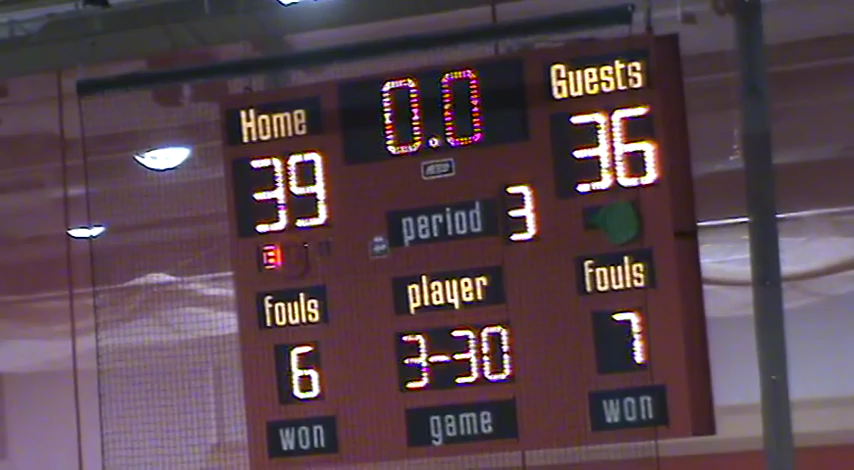 Home 0.0 Guests
39 36
period 3
fouls player fouls
6 3-30 7
won game won